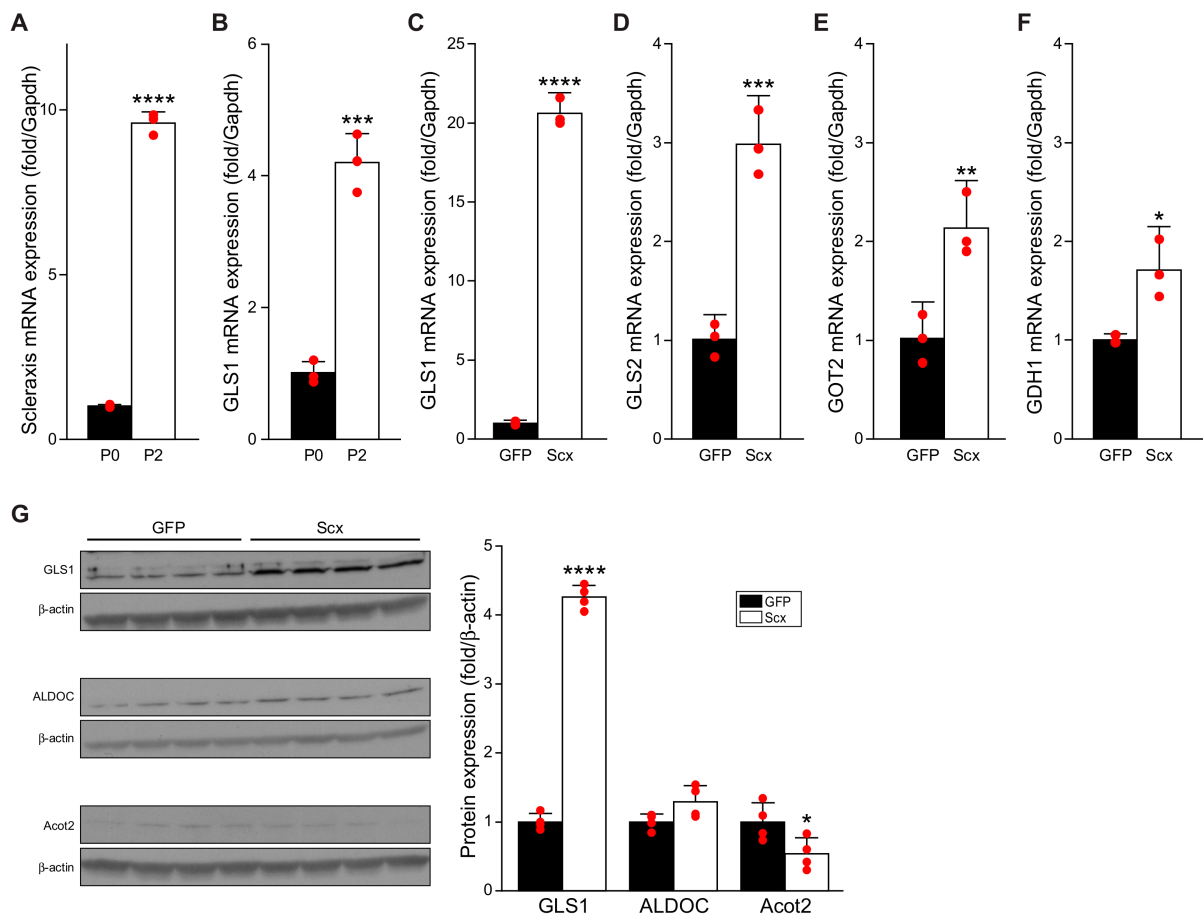 A
Scleraxis mRNA expression (fold/Gapdh)
10
5
0
****
P0 P2
B
GLS1 mRNA expression (fold/Gapdh)
6
4
2
0
***
P0 P2
C
GLS1 mRNA expression (fold/Gapdh)
25
20
15
10
5
0
****
GFP Scx
D
GLS2 mRNA expression (fold/Gapdh)
4
3
2
1
0
***
GFP Scx
E
GOT2 mRNA expression (fold/Gapdh)
4
3
2
1
0
**
GFP Scx
F
GDH1 mRNA expression (fold/Gapdh)
4
3
2
1
0
*
GFP Scx
G
GFP Scx
GLS1
β-actin
ALDOC
β-actin
Acot2
β-actin
Protein expression (fold/β-actin)
5
4
3
2
1
0
****
*
GFP
Scx
GLS1 ALDOC Acot2